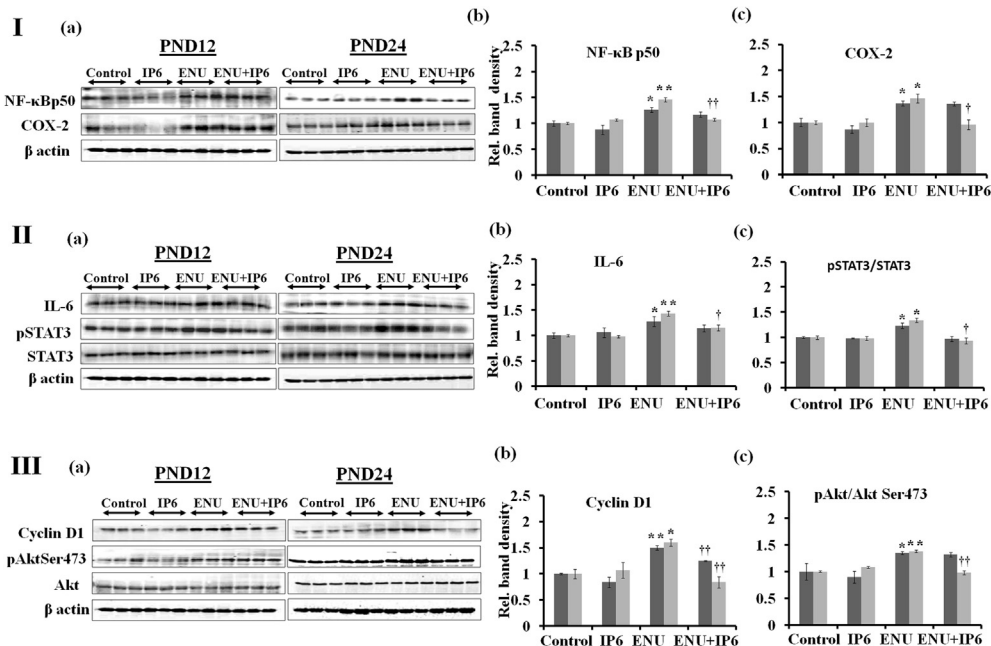 I
(a)
PND12
PND24
Control IP6 ENU ENU+IP6
Control IP6 ENU ENU+IP6
NF-κBp50
COX-2
β actin
(b)
NF-κB p50
Rel. band density
2.5
2
1.5
1
0.5
* ** ††
Control IP6 ENU ENU+IP6
(c)
COX-2
2.5
2
1.5
1
0.5
* * †
Control IP6 ENU ENU+IP6
II
(a)
PND12
PND24
Control IP6 ENU ENU+IP6
Control IP6 ENU ENU+IP6
IL-6
pSTAT3
STAT3
β actin
(b)
IL-6
Rel. band density
2.5
2
1.5
1
0.5
* ** †
Control IP6 ENU ENU+IP6
(c)
pSTAT3/STAT3
2.5
2
1.5
1
0.5
* * †
Control IP6 ENU ENU+IP6
III
(a)
PND12
PND24
Control IP6 ENU ENU+IP6
Control IP6 ENU ENU+IP6
Cyclin D1
pAktSer473
Akt
β actin
(b)
Cyclin D1
Rel. band density
2.5
2
1.5
1
0.5
0
** * †† ††
Control IP6 ENU ENU+IP6
(c)
pAkt/Akt Ser473
2.5
2
1.5
1
0.5
* ** ††
Control IP6 ENU ENU+IP6